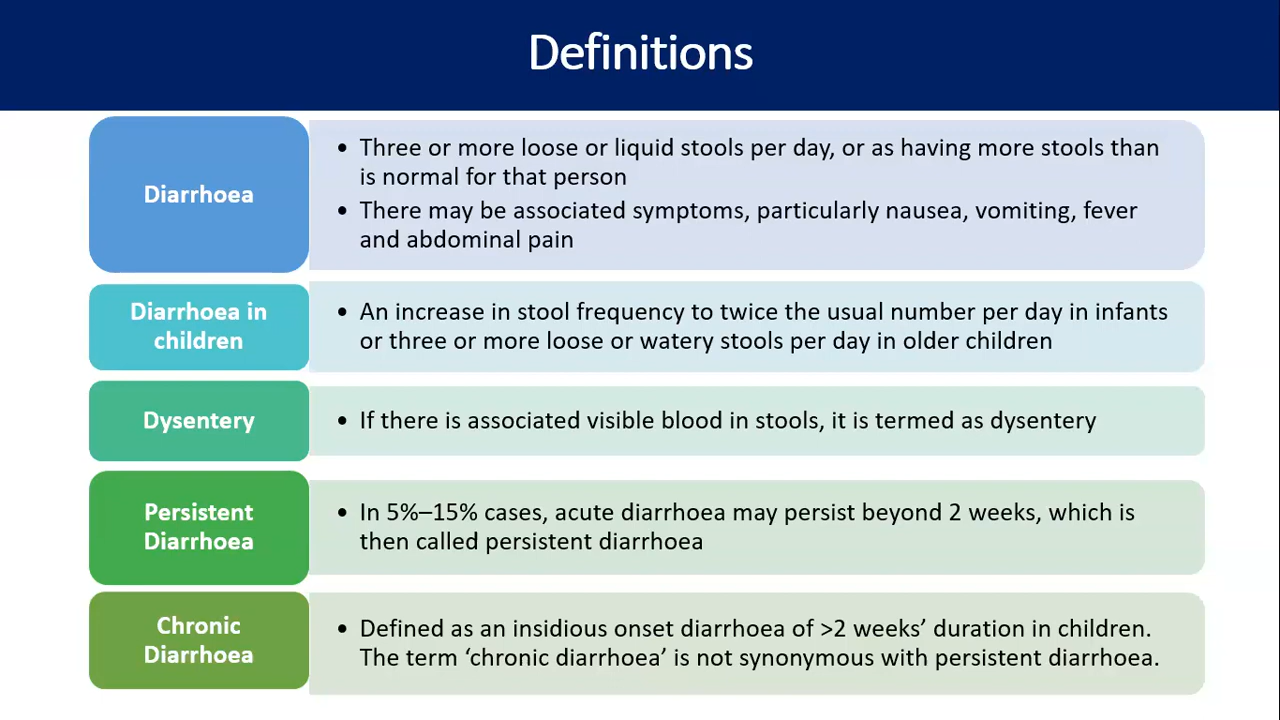 Definitions
Diarrhoea
• Three or more loose or liquid stools per day, or as having more stools than
is normal for that person
• There may be associated symptoms, particularly nausea, vomiting, fever
and abdominal pain
Diarrhoea in
children
• An increase in stool frequency to twice the usual number per day in infants
or three or more loose or watery stools per day in older children
Dysentery
• If there is associated visible blood in stools, it is termed as dysentery
Persistent
Diarrhoea
• In 5%–15% cases, acute diarrhoea may persist beyond 2 weeks, which is
then called persistent diarrhoea
Chronic
Diarrhoea
• Defined as an insidious onset diarrhoea of >2 weeks’ duration in children.
The term ‘chronic diarrhoea’ is not synonymous with persistent diarrhoea.